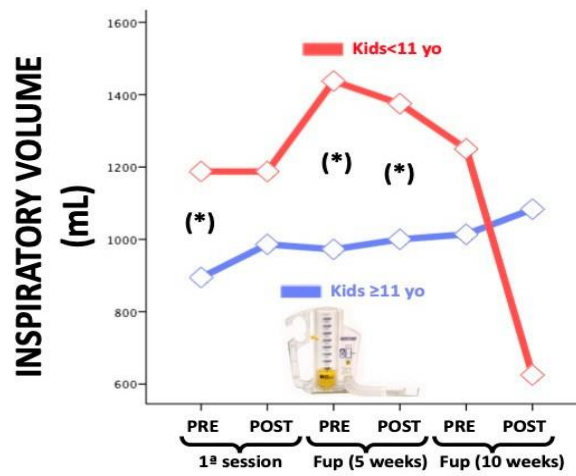 INSPIRATORY VOLUME
(mL)
1600
1400
1200
1000
800
600
Kids<11 yo
(*)
(*)
(*)
Kids ≥11 yo
PRE POST PRE POST PRE POST
1ª session Fup (5 weeks) Fup (10 weeks)